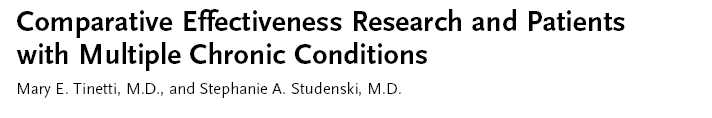 Comparative Effectiveness Research and Patients
with Multiple Chronic Conditions
Mary E. Tinetti, M.D., and Stephanie A. Studenski, M.D.